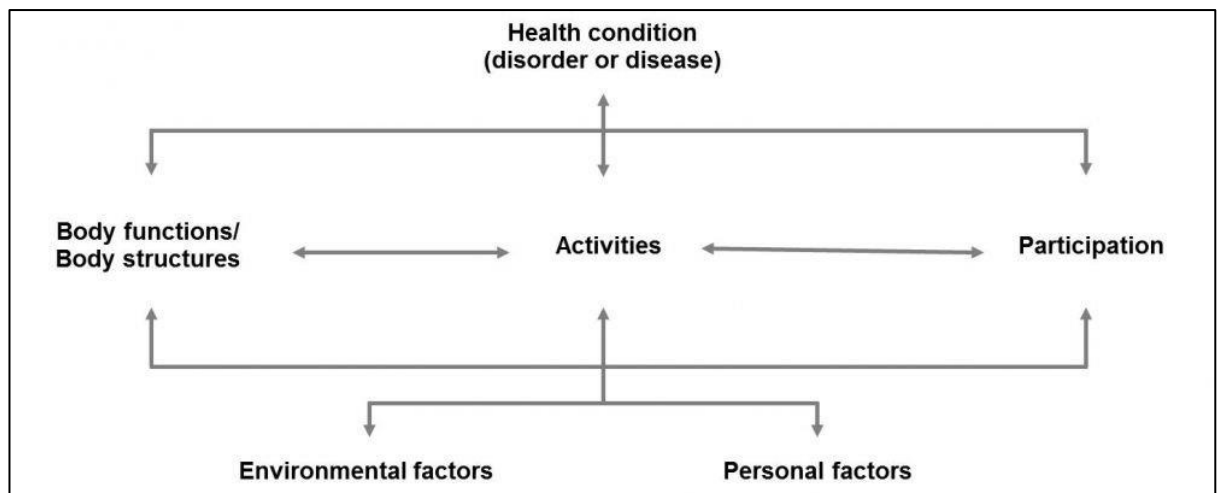 Health condition
(disorder or disease)
Body functions/
Body structures
Activities
Participation
Environmental factors
Personal factors